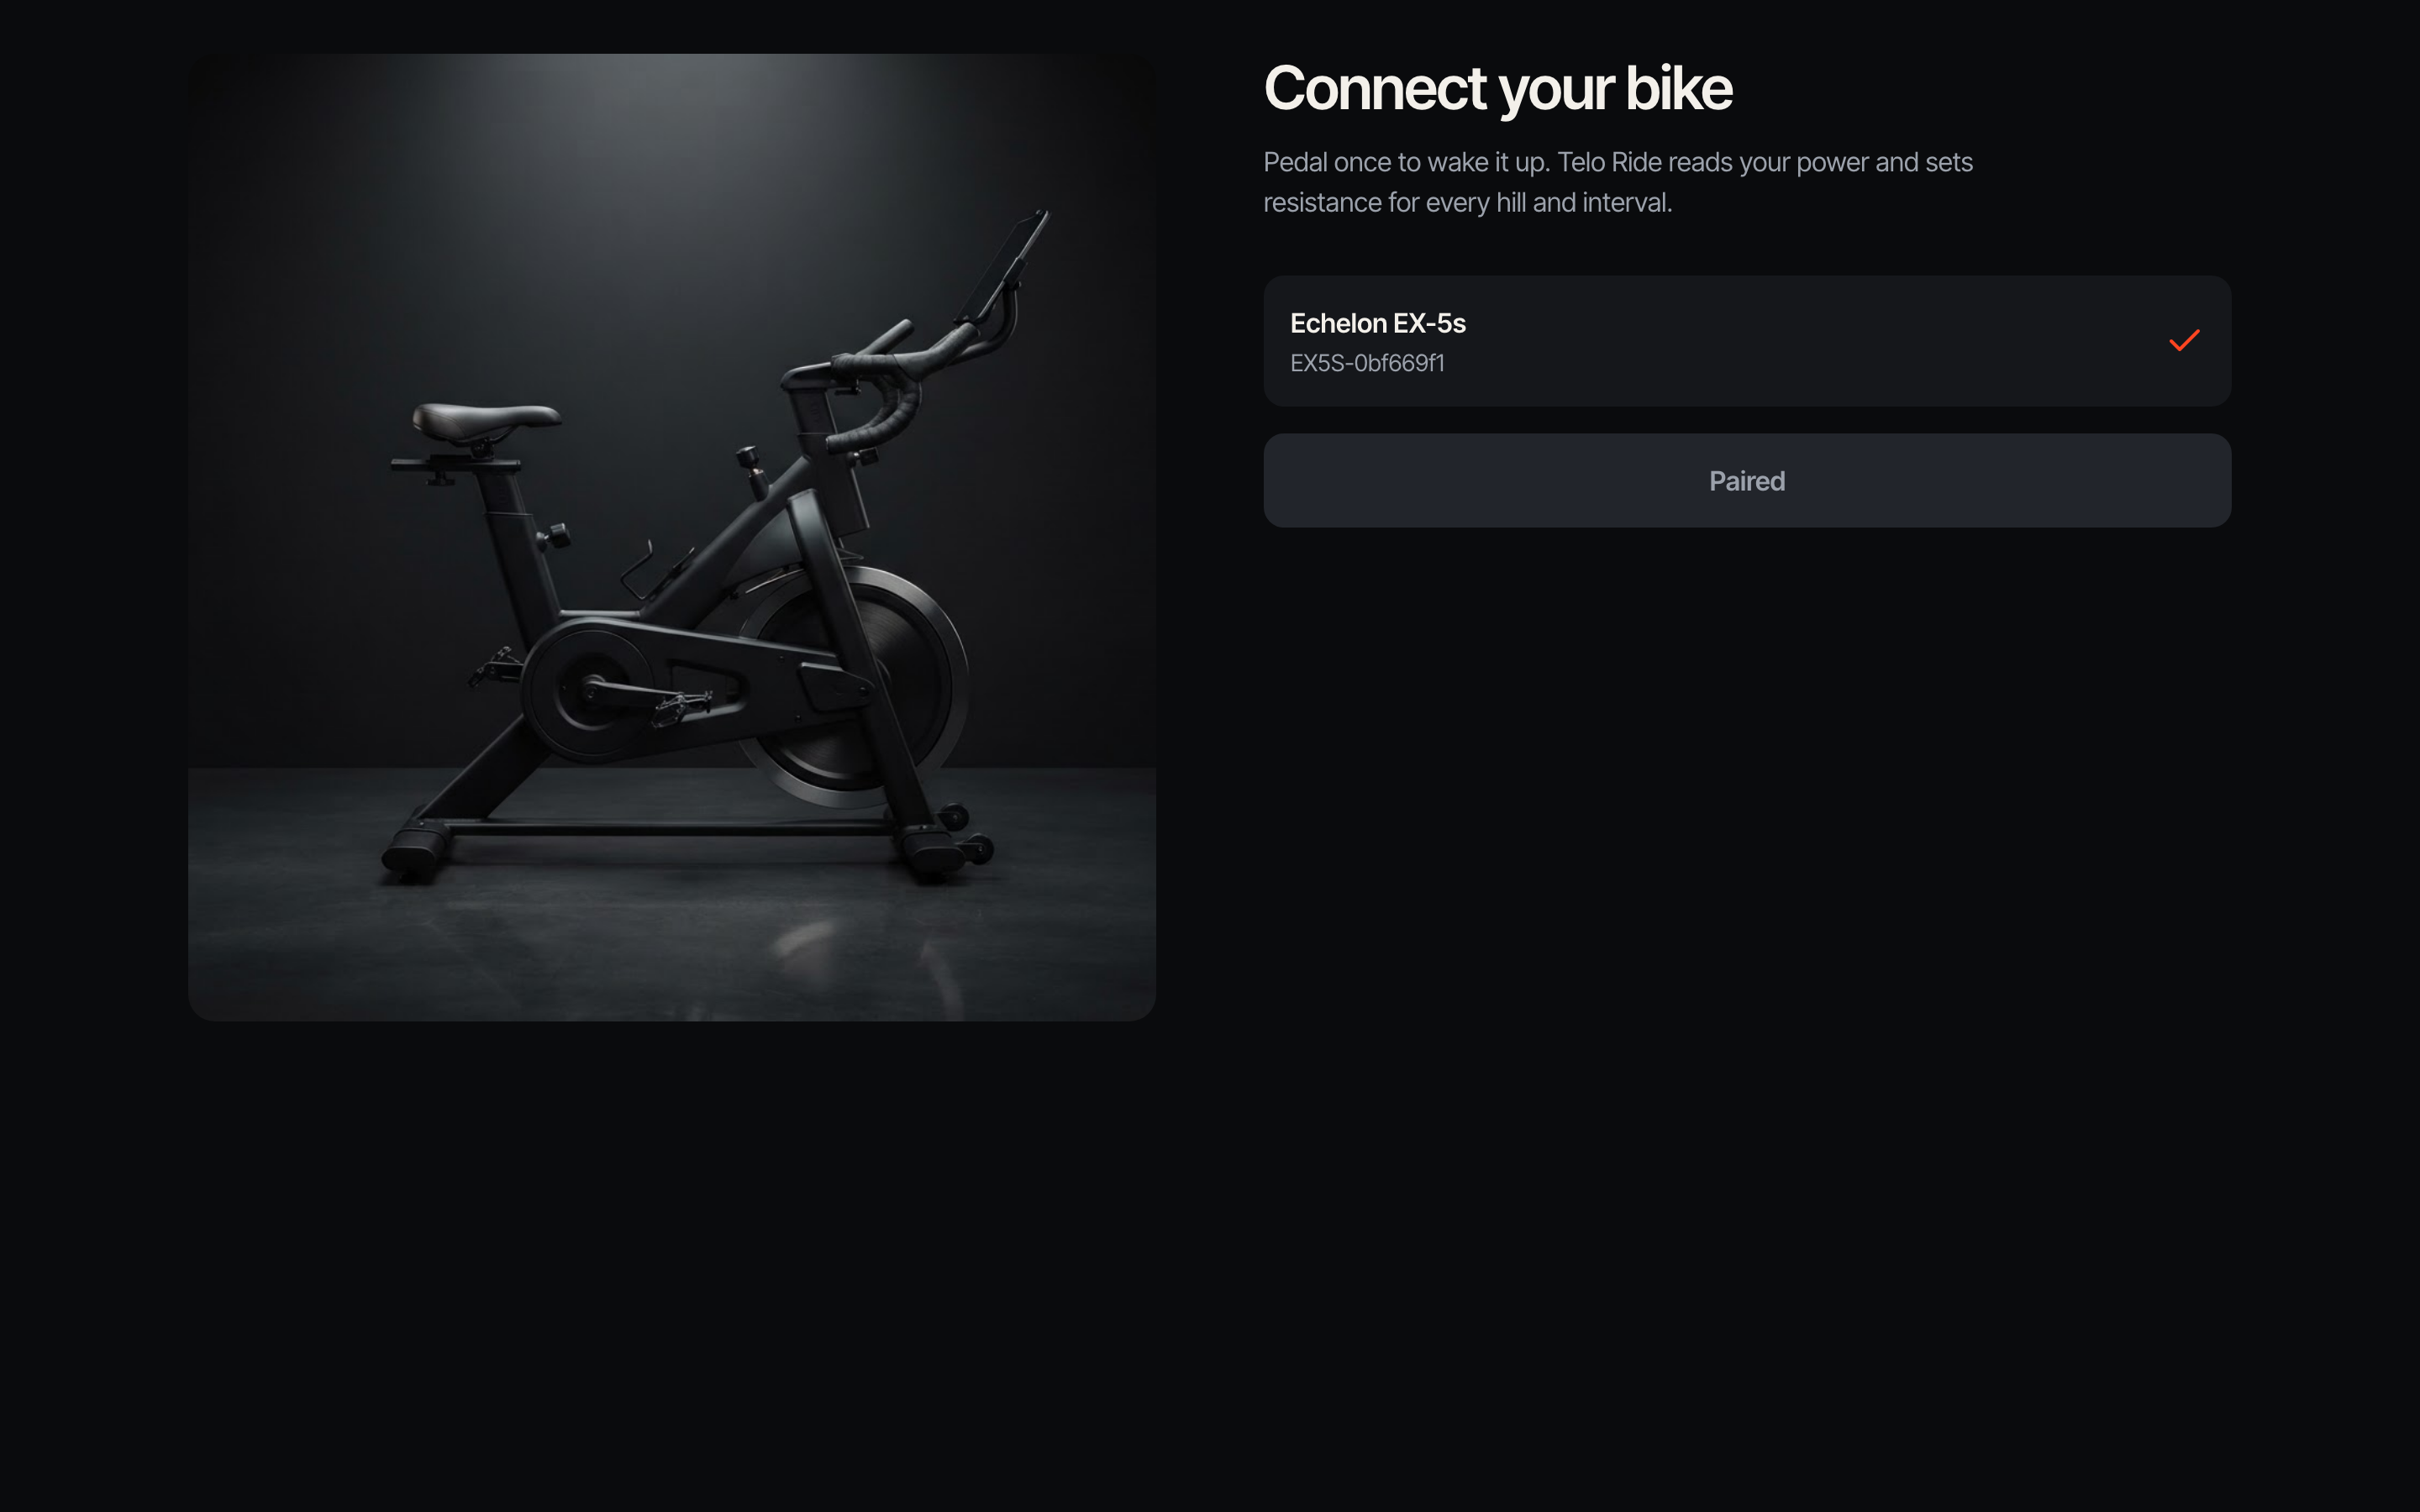 Connect your bike
Pedal once to wake it up. Telo Ride reads your power and sets
resistance for every hill and interval.
Echelon EX-5s
EX5S-0bf669f1
Paired